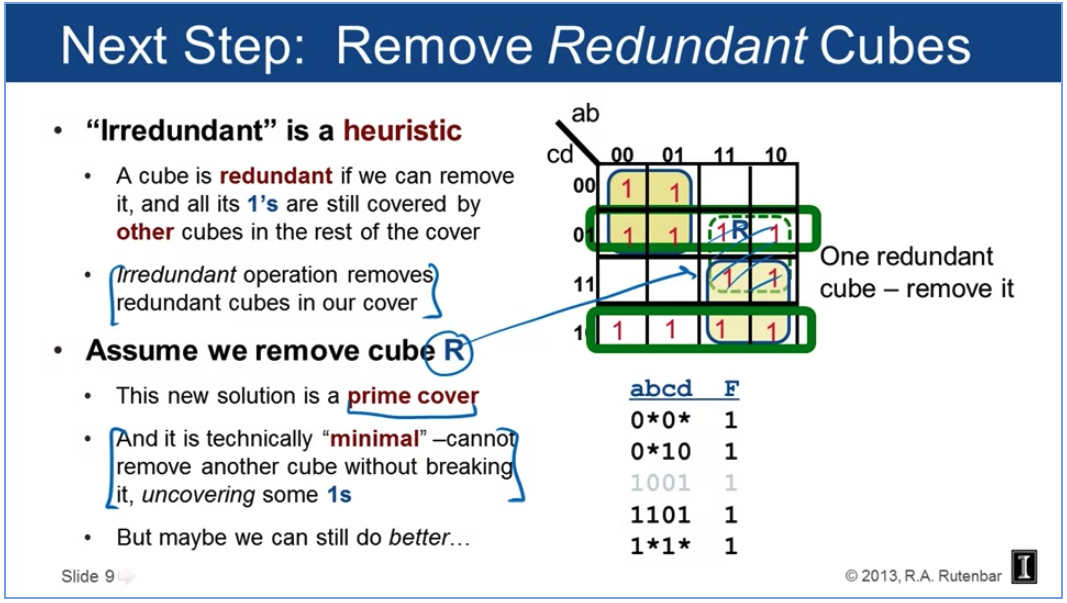 Next Step: Remove Redundant Cubes
• “Irredundant” is a heuristic
• A cube is redundant if we can remove
it, and all its 1’s are still covered by
other cubes in the rest of the cover
• Irredundant operation removes
redundant cubes in our cover
• Assume we remove cube R
• This new solution is a prime cover
• And it is technically “minimal” –cannot
remove another cube without breaking
it, uncovering some 1s
• But maybe we can still do better…
ab
cd 00 01 11 10
00 1 1
01 1 1 1 R 1
11 1 1
10 1 1 1 1
One redundant
cube – remove it
abcd F
0*0* 1
0*10 1
1001 1
1101 1
1*1* 1
Slide 9
© 2013, R.A. Rutenbar I